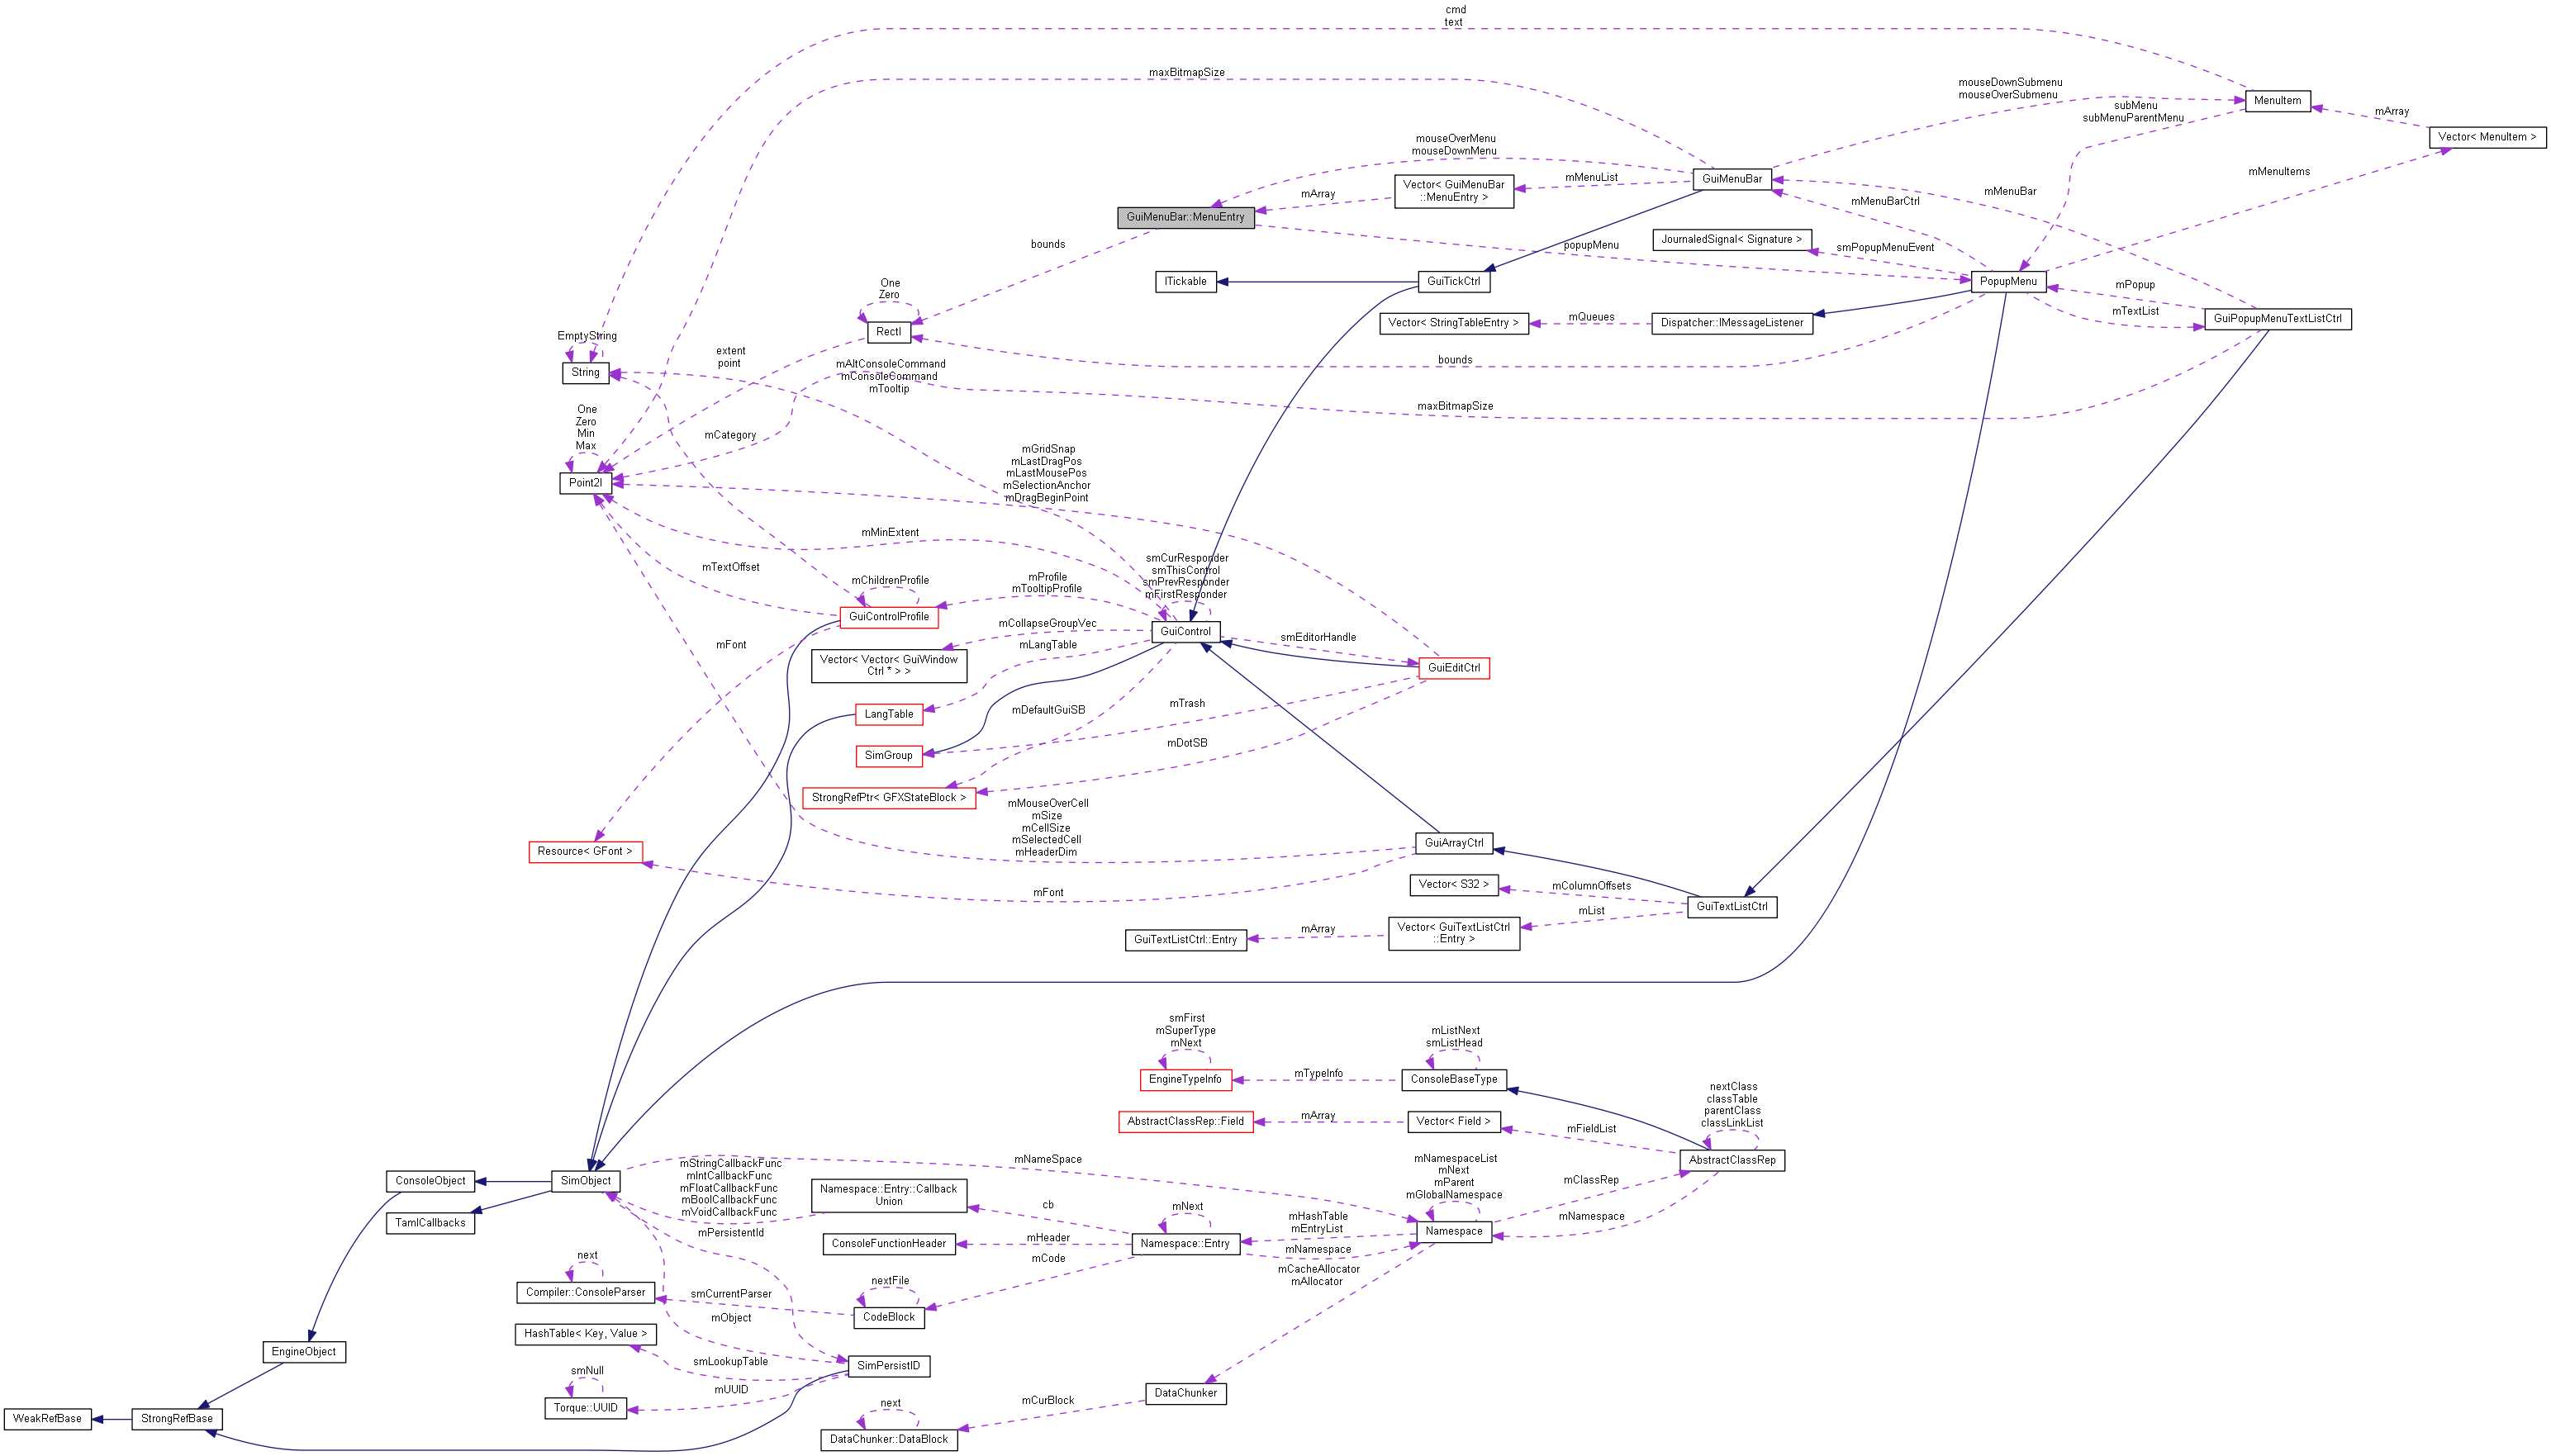 cmd
text
maxBitmapSize
mouseDownSubmenu
mouseOverSubmenu
MenuItem
subMenu
subMenuParentMenu
mArray
Vector< MenuItem >
mouseOverMenu
mouseDownMenu
GuiMenuBar
mMenuList
Vector< GuiMenuBar
::MenuEntry >
mArray
GuiMenuBar::MenuEntry
mMenuItems
mMenuBar
mMenuBarCtrl
bounds
popupMenu
JournaledSignal< Signature >
smPopupMenuEvent
ITickable
GuiTickCtrl
PopupMenu
mPopup
mTextList
GuiPopupMenuTextListCtrl
One
Zero
RectI
Vector< StringTableEntry >
mQueues
Dispatcher::IMessageListener
EmptyString
String
extent
point
mAltConsoleCommand
mConsoleCommand
mTooltip
bounds
maxBitmapSize
One
Zero
Min
Max
Point2I
mCategory
mGridSnap
mLastDragPos
mLastMousePos
mSelectionAnchor
mDragBeginPoint
mMinExtent
mTextOffset
mChildrenProfile
GuiControlProfile
mProfile
mTooltipProfile
smCurResponder
smThisControl
smPrevResponder
mFirstResponder
GuiControl
mFont
mCollapseGroupVec
mLangTable
Vector< Vector< GuiWindow
Ctrl * > >
smEditorHandle
GuiEditCtrl
LangTable
mDefaultGuiSB
mTrash
SimGroup
mDotSB
StrongRefPtr< GFXStateBlock >
mMouseOverCell
mSize
mCellSize
mSelectedCell
mHeaderDim
Resource< GFont >
GuiArrayCtrl
mFont
Vector< S32 >
mColumnOffsets
GuiTextListCtrl
mList
GuiTextListCtrl::Entry
mArray
Vector< GuiTextListCtrl
::Entry >
smFirst
mSuperType
mNext
EngineTypeInfo
mTypeInfo
mListNext
smListHead
ConsoleBaseType
AbstractClassRep::Field
mArray
Vector< Field >
mFieldList
nextClass
classTable
parentClass
classLinkList
AbstractClassRep
ConsoleObject
SimObject
TamlCallbacks
mStringCallbackFunc
mIntCallbackFunc
mFloatCallbackFunc
mBoolCallbackFunc
mVoidCallbackFunc
mPersistentId
mNameSpace
Namespace::Entry::Callback
Union
cb
mNext
Namespace::Entry
mHeader
ConsoleFunctionHeader
mCode
mHashTable
mEntryList
mNamespace
mNamespaceList
mNext
mParent
mGlobalNamespace
Namespace
mClassRep
mNamespace
mCacheAllocator
mAllocator
next
Compiler::ConsoleParser
smCurrentParser
nextFile
CodeBlock
mObject
HashTable< Key, Value >
smLookupTable
EngineObject
SimPersistID
smNull
Torque::UUID
mUUID
WeakRefBase
StrongRefBase
next
DataChunker::DataBlock
mCurBlock
DataChunker